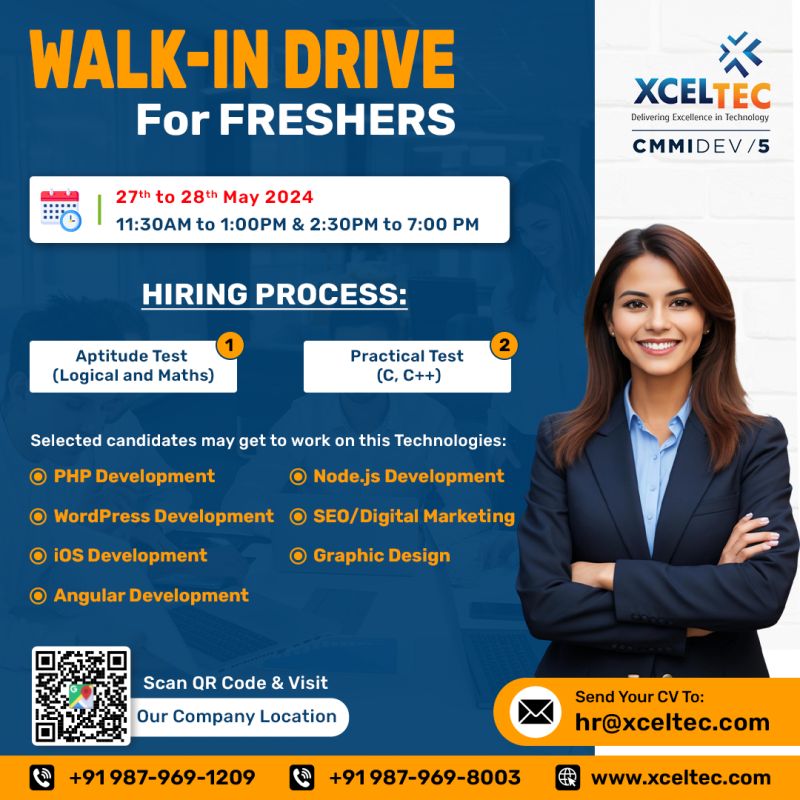 WALK-IN DRIVE
For FRESHERS
XCELTEC
Delivering Excellence in Technology
CMMIDEV/5
27th to 28th May 2024
11:30AM to 1:00PM & 2:30PM to 7:00 PM
HIRING PROCESS:
1
Aptitude Test
(Logical and Maths)
2
Practical Test
(C, C++)
Selected candidates may get to work on this Technologies:
PHP Development
Node.js Development
WordPress Development
SEO/Digital Marketing
iOS Development
Graphic Design
Angular Development
Scan QR Code & Visit
Our Company Location
Send Your CV To:
hr@xceltec.com
+91 987-969-1209
+91 987-969-8003
www.xceltec.com